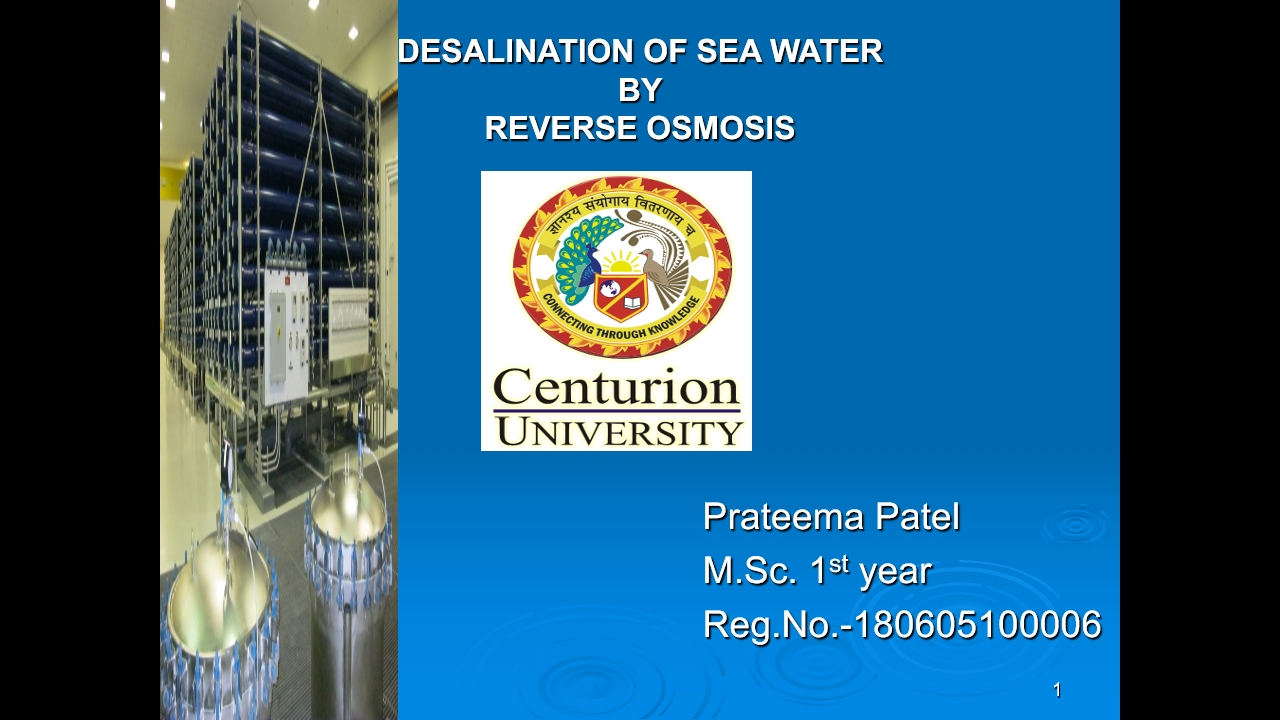 DESALINATION OF SEA WATER
BY
REVERSE OSMOSIS
ज्ञानश्य संयोगाय वितरणाय च
CONNECTING THROUGH KNOWLEDGE
Centurion
UNIVERSITY
Prateema Patel
M.Sc. 1st year
Reg.No.-180605100006
1